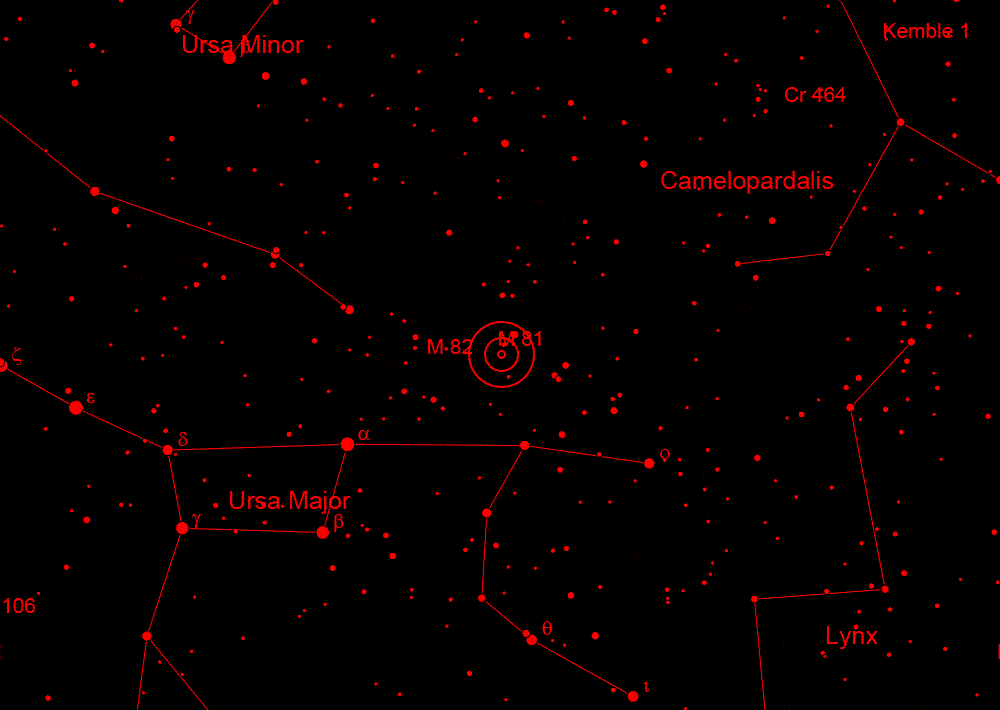 γ
Ursa Minor
β
Kemble 1
Cr 464
Camelopardalis
M 81
M 82
ζ
ε
α
δ
ο
Ursa Major
γ
β
106
θ
Lynx
ι